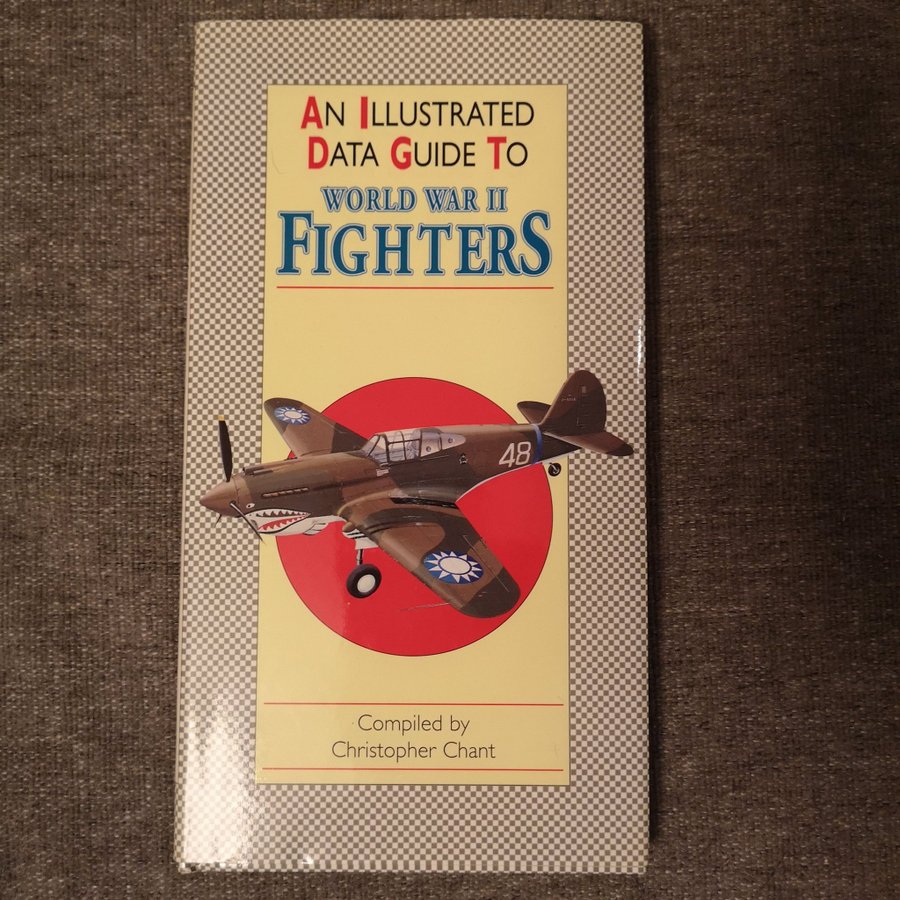 AN ILLUSTRATED
DATA GUIDE TO
WORLD WAR II
FIGHTERS
48
Compiled by
Christopher Chant